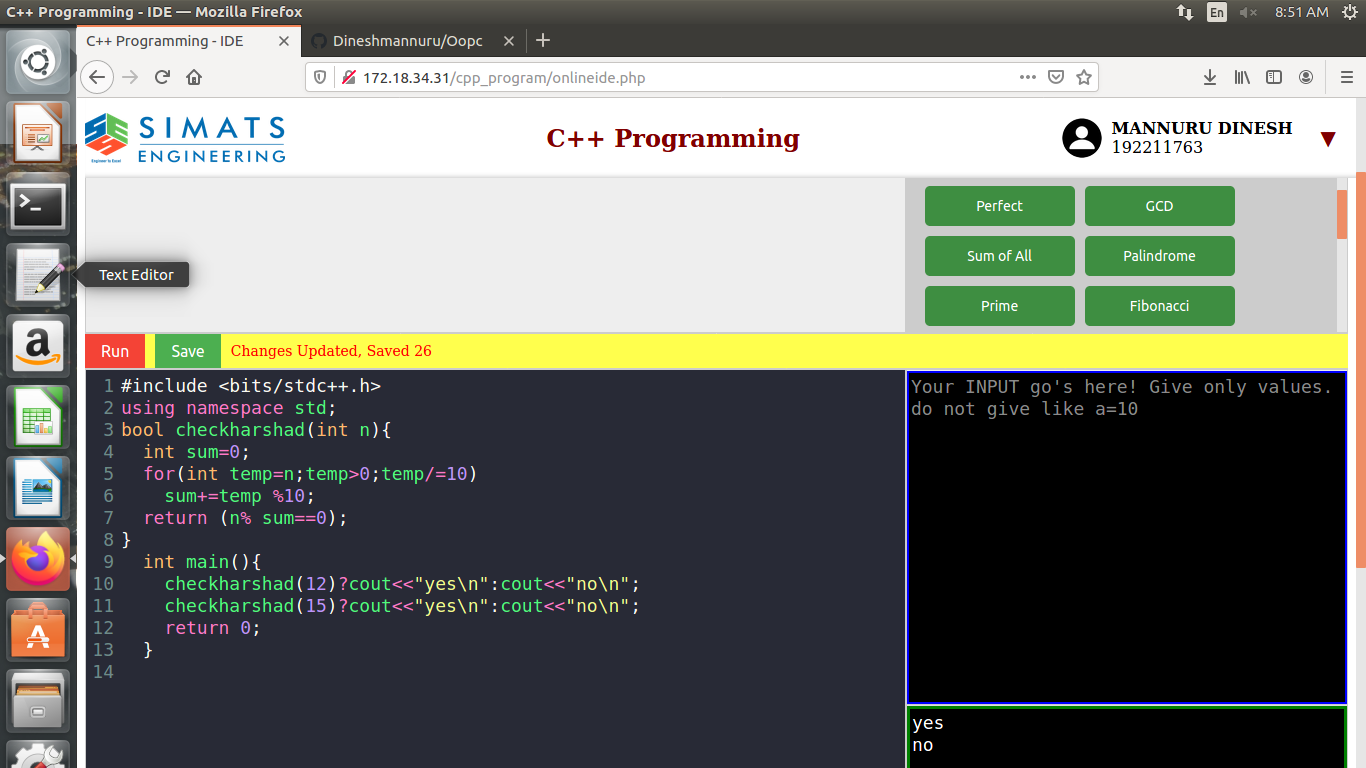 C++ Programming - IDE — Mozilla Firefox
En
8:51 AM
C++ Programming - IDE
Dineshmannuru/Oopc
172.18.34.31/cpp_program/onlineide.php
SIMATS
ENGINEERING
Engineer to Excel
C++ Programming
MANNURU DINESH
192211763
Perfect
GCD
Sum of All
Palindrome
Prime
Fibonacci
Text Editor
Run
Save
Changes Updated, Saved 26
1 #include <bits/stdc++.h>
2 using namespace std;
3 bool checkharshad(int n){
4   int sum=0;
5   for(int temp=n;temp>0;temp/=10)
6     sum+=temp %10;
7   return (n% sum==0);
8 }
9   int main(){
10     checkharshad(12)?cout<<"yes\n":cout<<"no\n";
11     checkharshad(15)?cout<<"yes\n":cout<<"no\n";
12     return 0;
13   }
14
Your INPUT go's here! Give only values.
do not give like a=10
yes
no